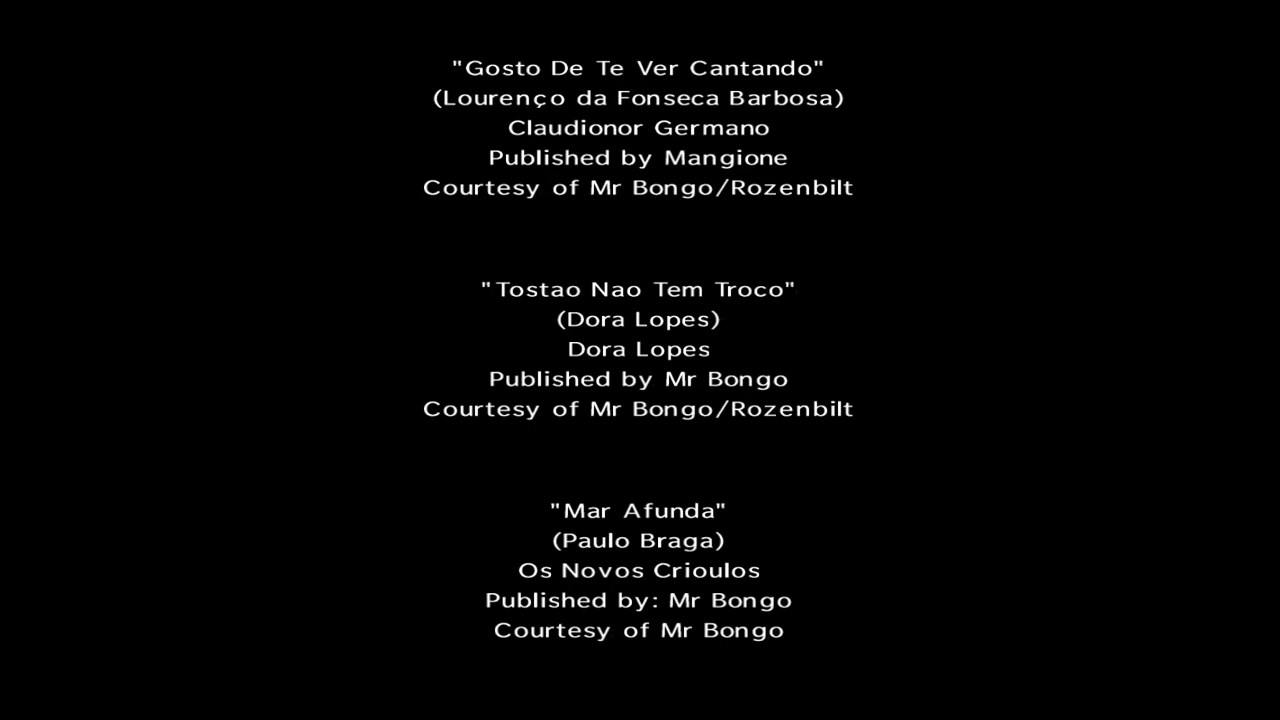 "Gosto De Te Ver Cantando"
(Lourenço da Fonseca Barbosa)
Claudionor Germano
Published by Mangione
Courtesy of Mr Bongo/Rozenbilt
"Tostao Nao Tem Troco"
(Dora Lopes)
Dora Lopes
Published by Mr Bongo
Courtesy of Mr Bongo/Rozenbilt
"Mar Afunda"
(Paulo Braga)
Os Novos Crioulos
Published by: Mr Bongo
Courtesy of Mr Bongo